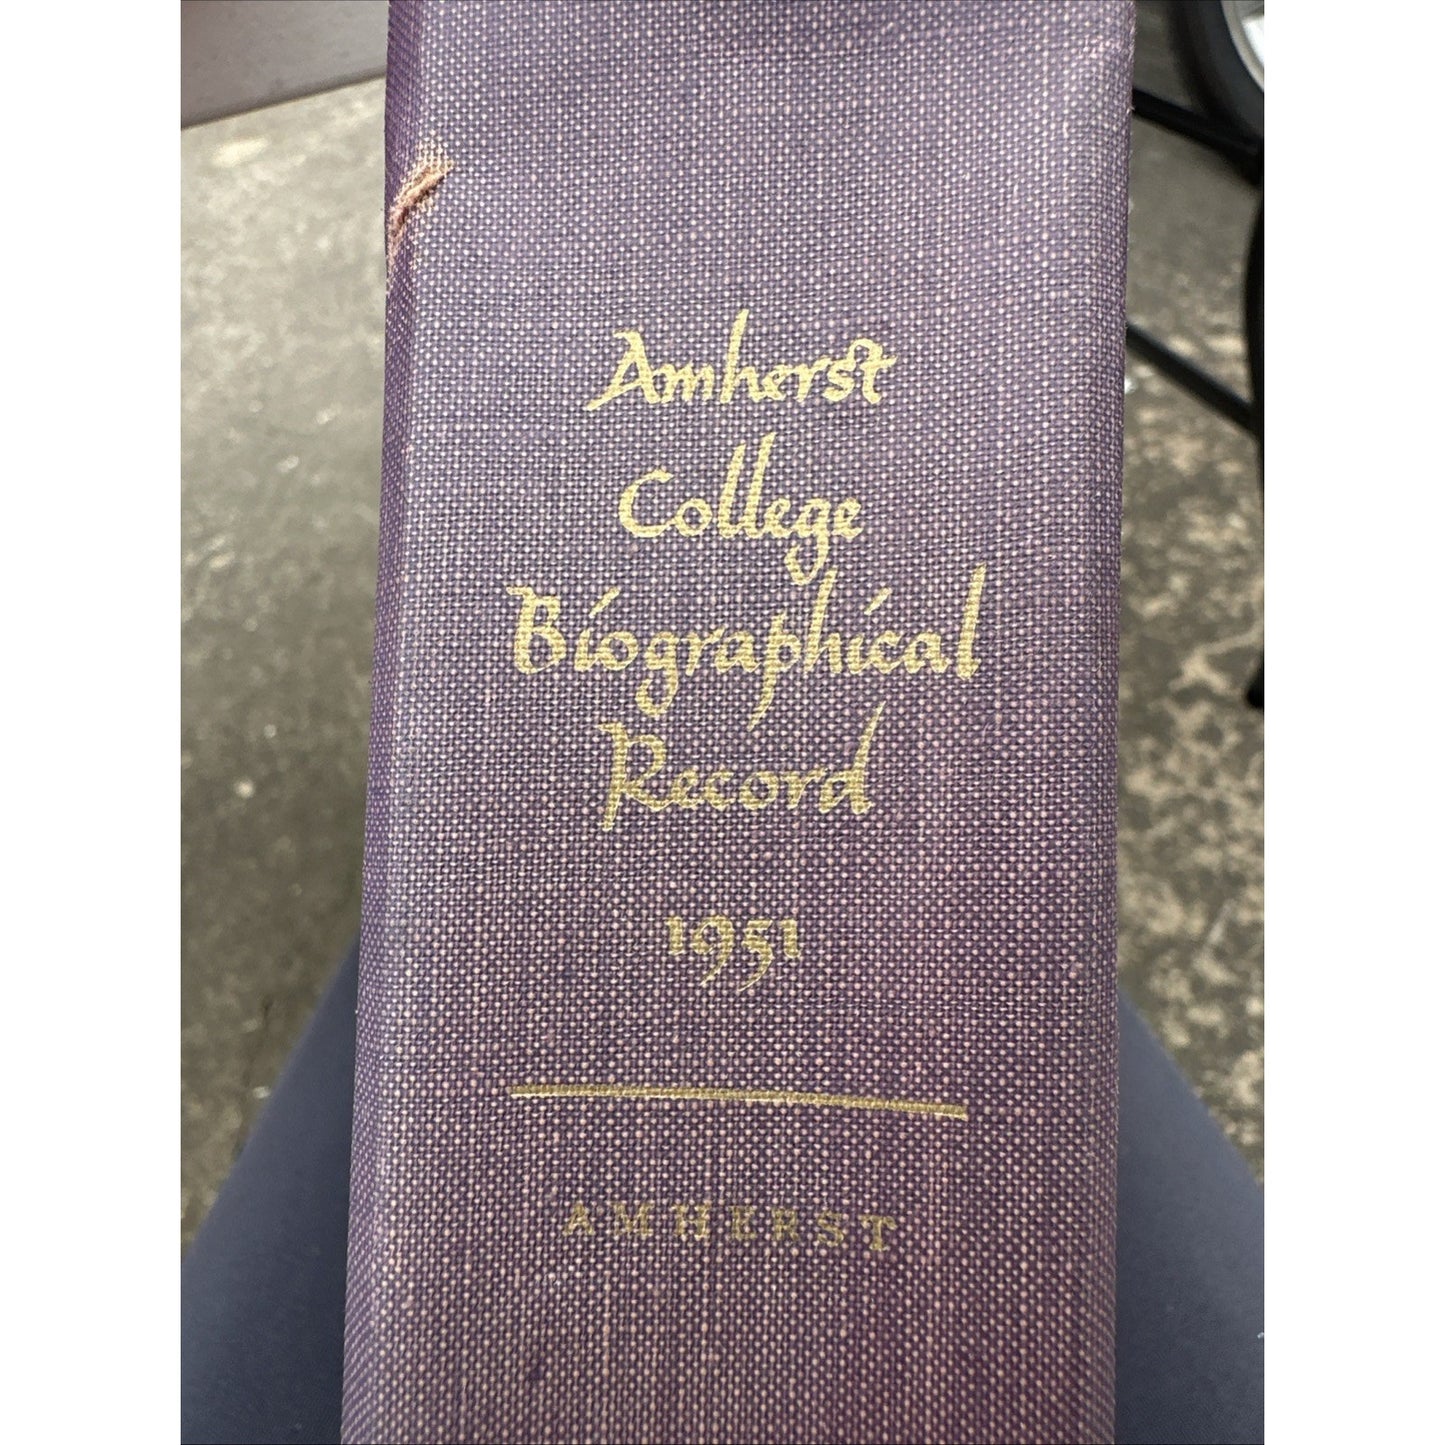 Amherst
College
Biographical
Record
1951
AMHERST